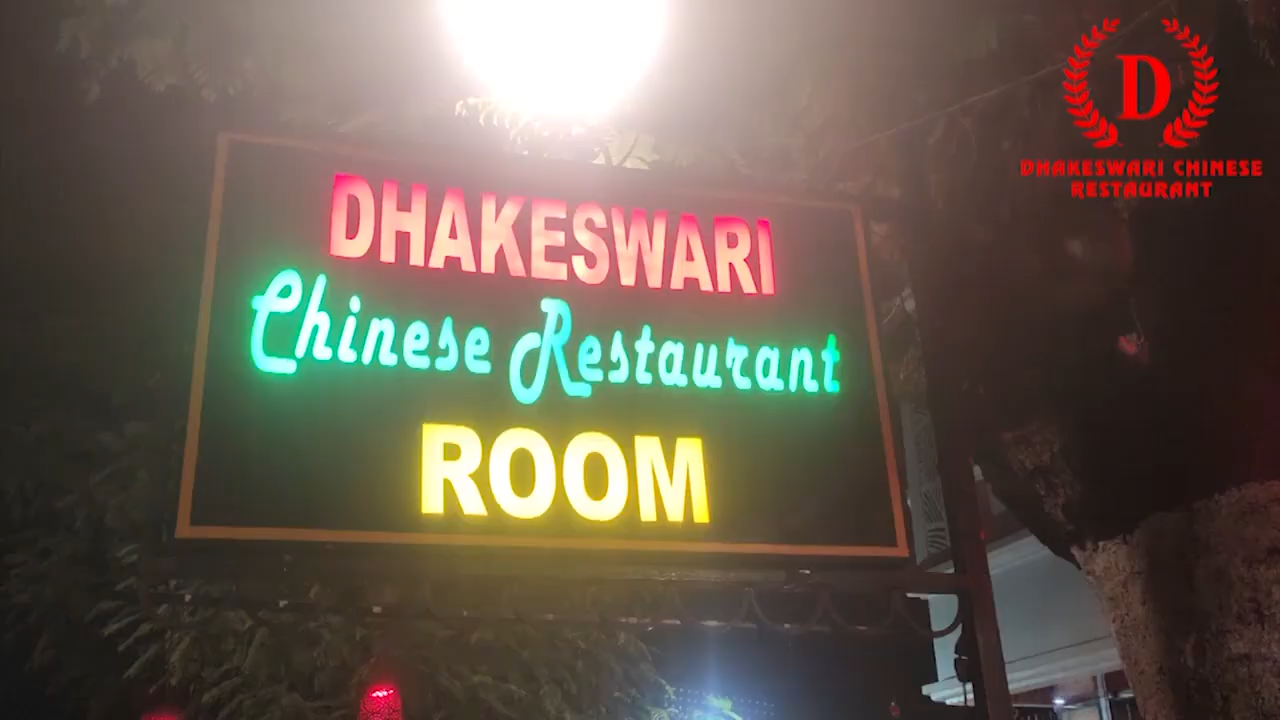 DHAKESWARI
Chinese Restaurant
ROOM
D
DHAKESWARI CHINESE
RESTAURANT